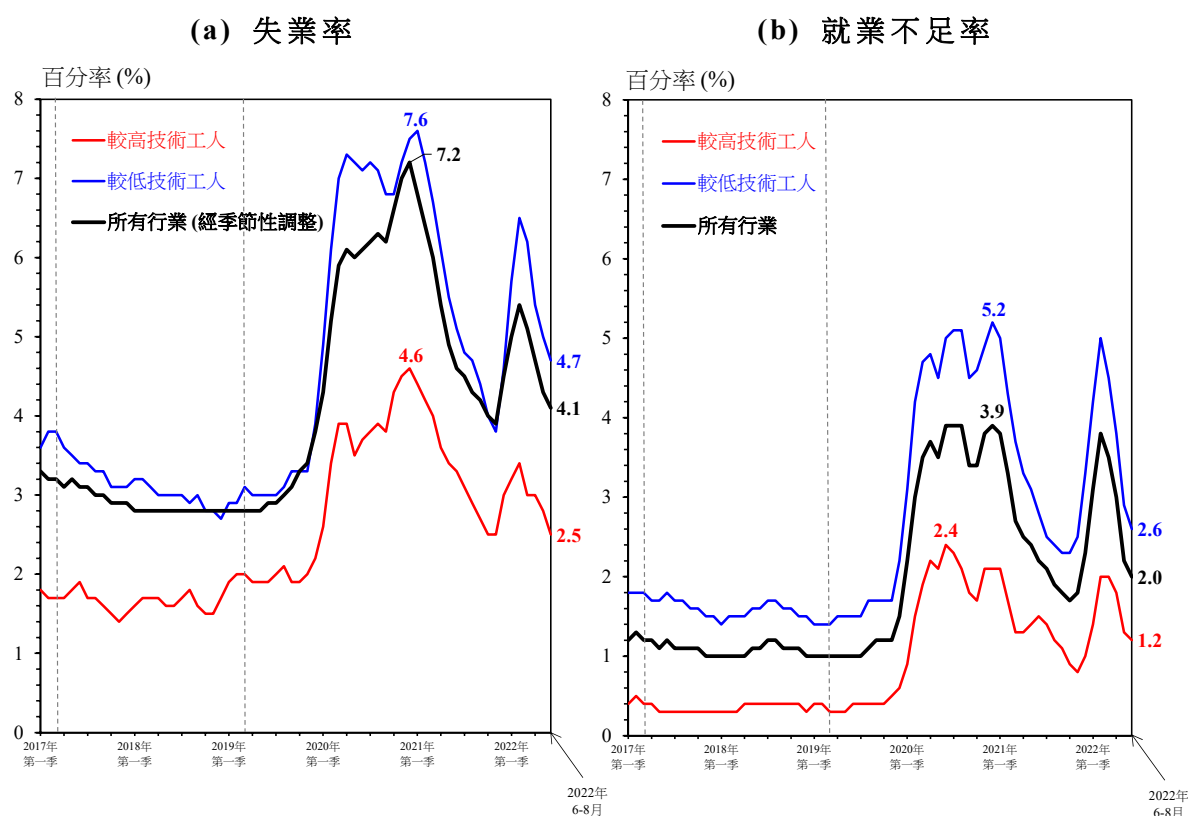 (a) 失業率
百分率 (%)
8
7
6
5
4
3
2
1
0
較高技術工人
較低技術工人
所有行業 (經季節性調整)
7.6
7.2
4.6
4.7
4.1
2.5
2017年
第一季
2018年
第一季
2019年
第一季
2020年
第一季
2021年
第一季
2022年
第一季
2022年
6-8月
(b) 就業不足率
百分率 (%)
8
7
6
5
4
3
2
1
0
較高技術工人
較低技術工人
所有行業
5.2
3.9
2.4
2.6
2.0
1.2
2017年
第一季
2018年
第一季
2019年
第一季
2020年
第一季
2021年
第一季
2022年
第一季
2022年
6-8月